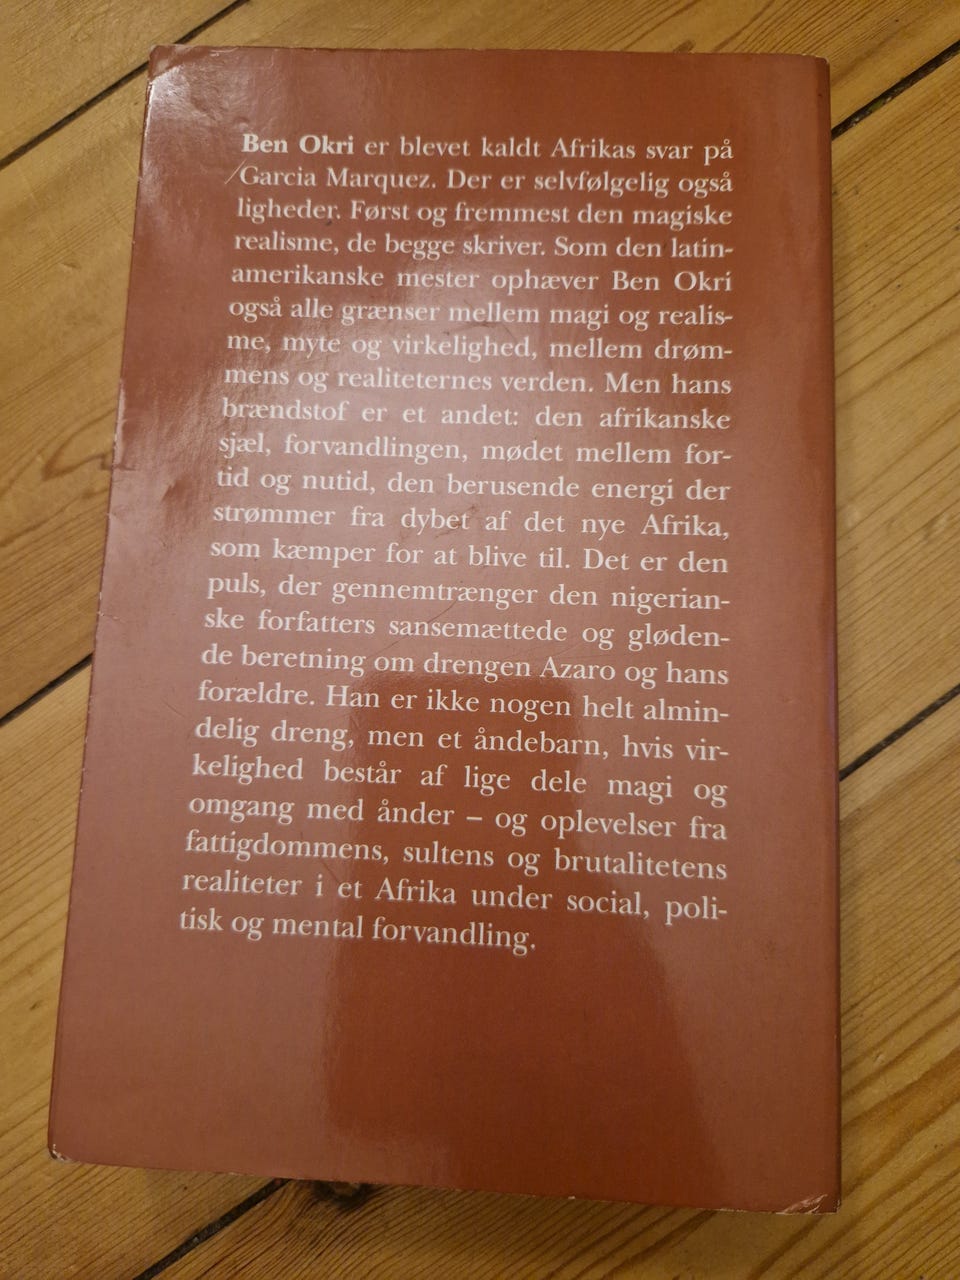 Ben Okri er blevet kaldt Afrikas svar på
Garcia Marquez. Der er selvfølgelig også
ligheder. Først og fremmest den magiske
realisme, de begge skriver. Som den latin-
amerikanske mester ophæver Ben Okri
også alle grænser mellem magi og realis-
me, myte og virkelighed, mellem drøm-
mens og realiteternes verden. Men hans
brændstof er et andet: den afrikanske
sjæl, forvandlingen, mødet mellem for-
tid og nutid, den berusende energi der
strømmer fra dybet af det nye Afrika,
som kæmper for at blive til. Det er den
puls, der gennemtrænger den nigerian-
ske forfatters sansemættede og gløden-
de beretning om drengen Azaro og hans
forældre. Han er ikke nogen helt almin-
delig dreng, men et åndebarn, hvis vir-
kelighed består af lige dele magi og
omgang med ånder – og oplevelser fra
fattigdommens, sultens og brutalitetens
realiteter i et Afrika under social, poli-
tisk og mental forvandling.